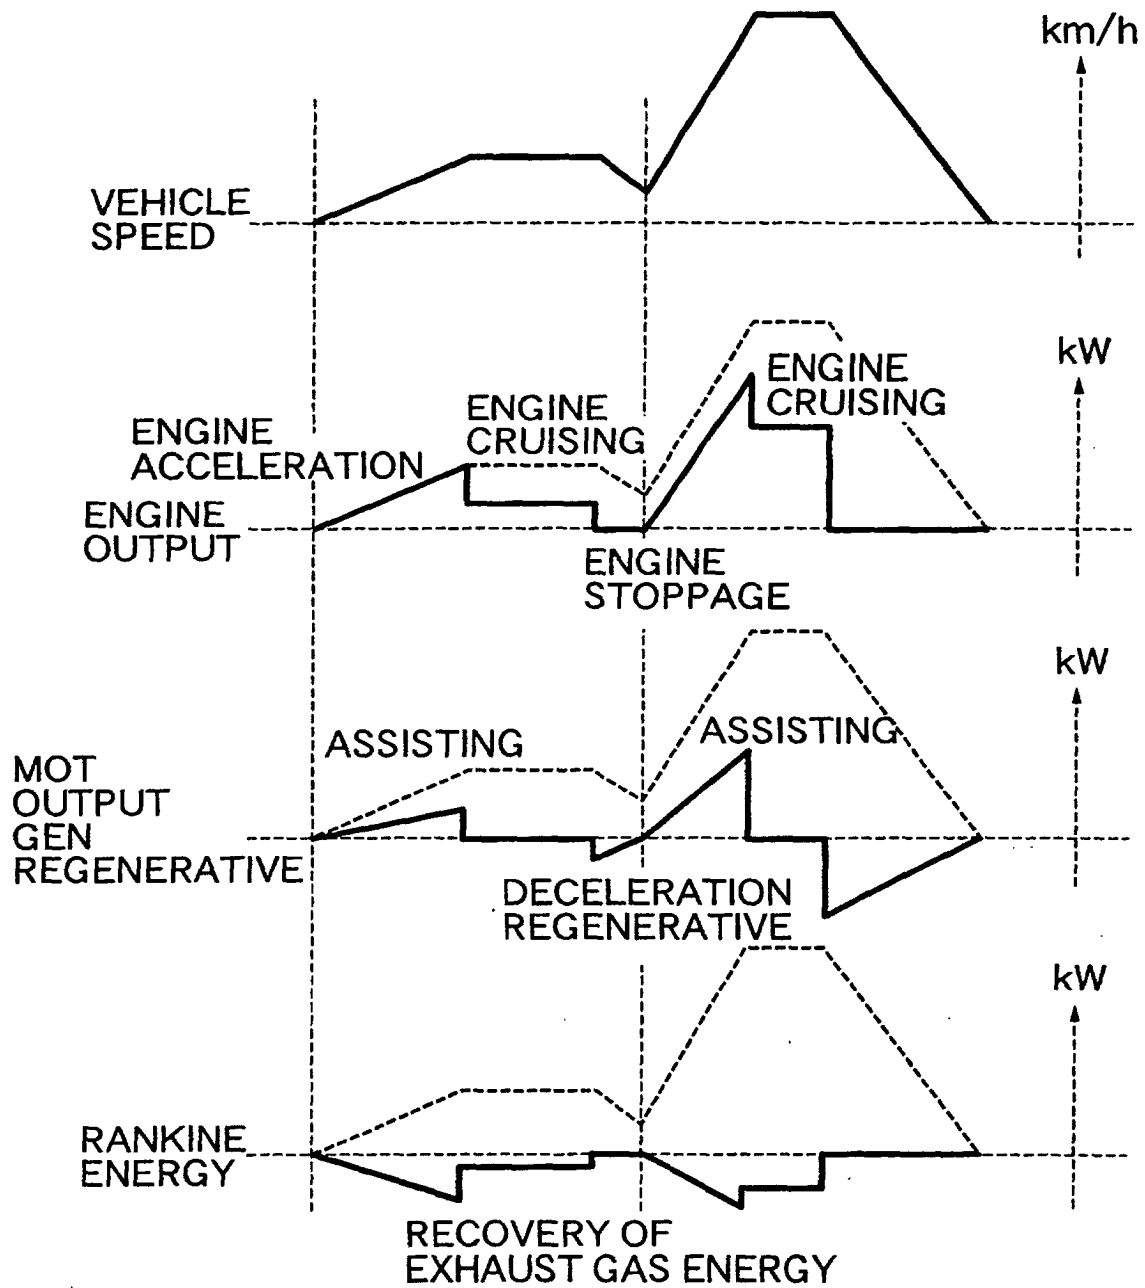 km/h
VEHICLE
SPEED
kW
ENGINE
CRUISING
ENGINE
CRUISING
ENGINE
ACCELERATION
ENGINE
OUTPUT
ENGINE
STOPPAGE
kW
ASSISTING
ASSISTING
MOT
OUTPUT
GEN
REGENERATIVE
DECELERATION
REGENERATIVE
kW
RANKINE
ENERGY
RECOVERY OF
EXHAUST GAS ENERGY